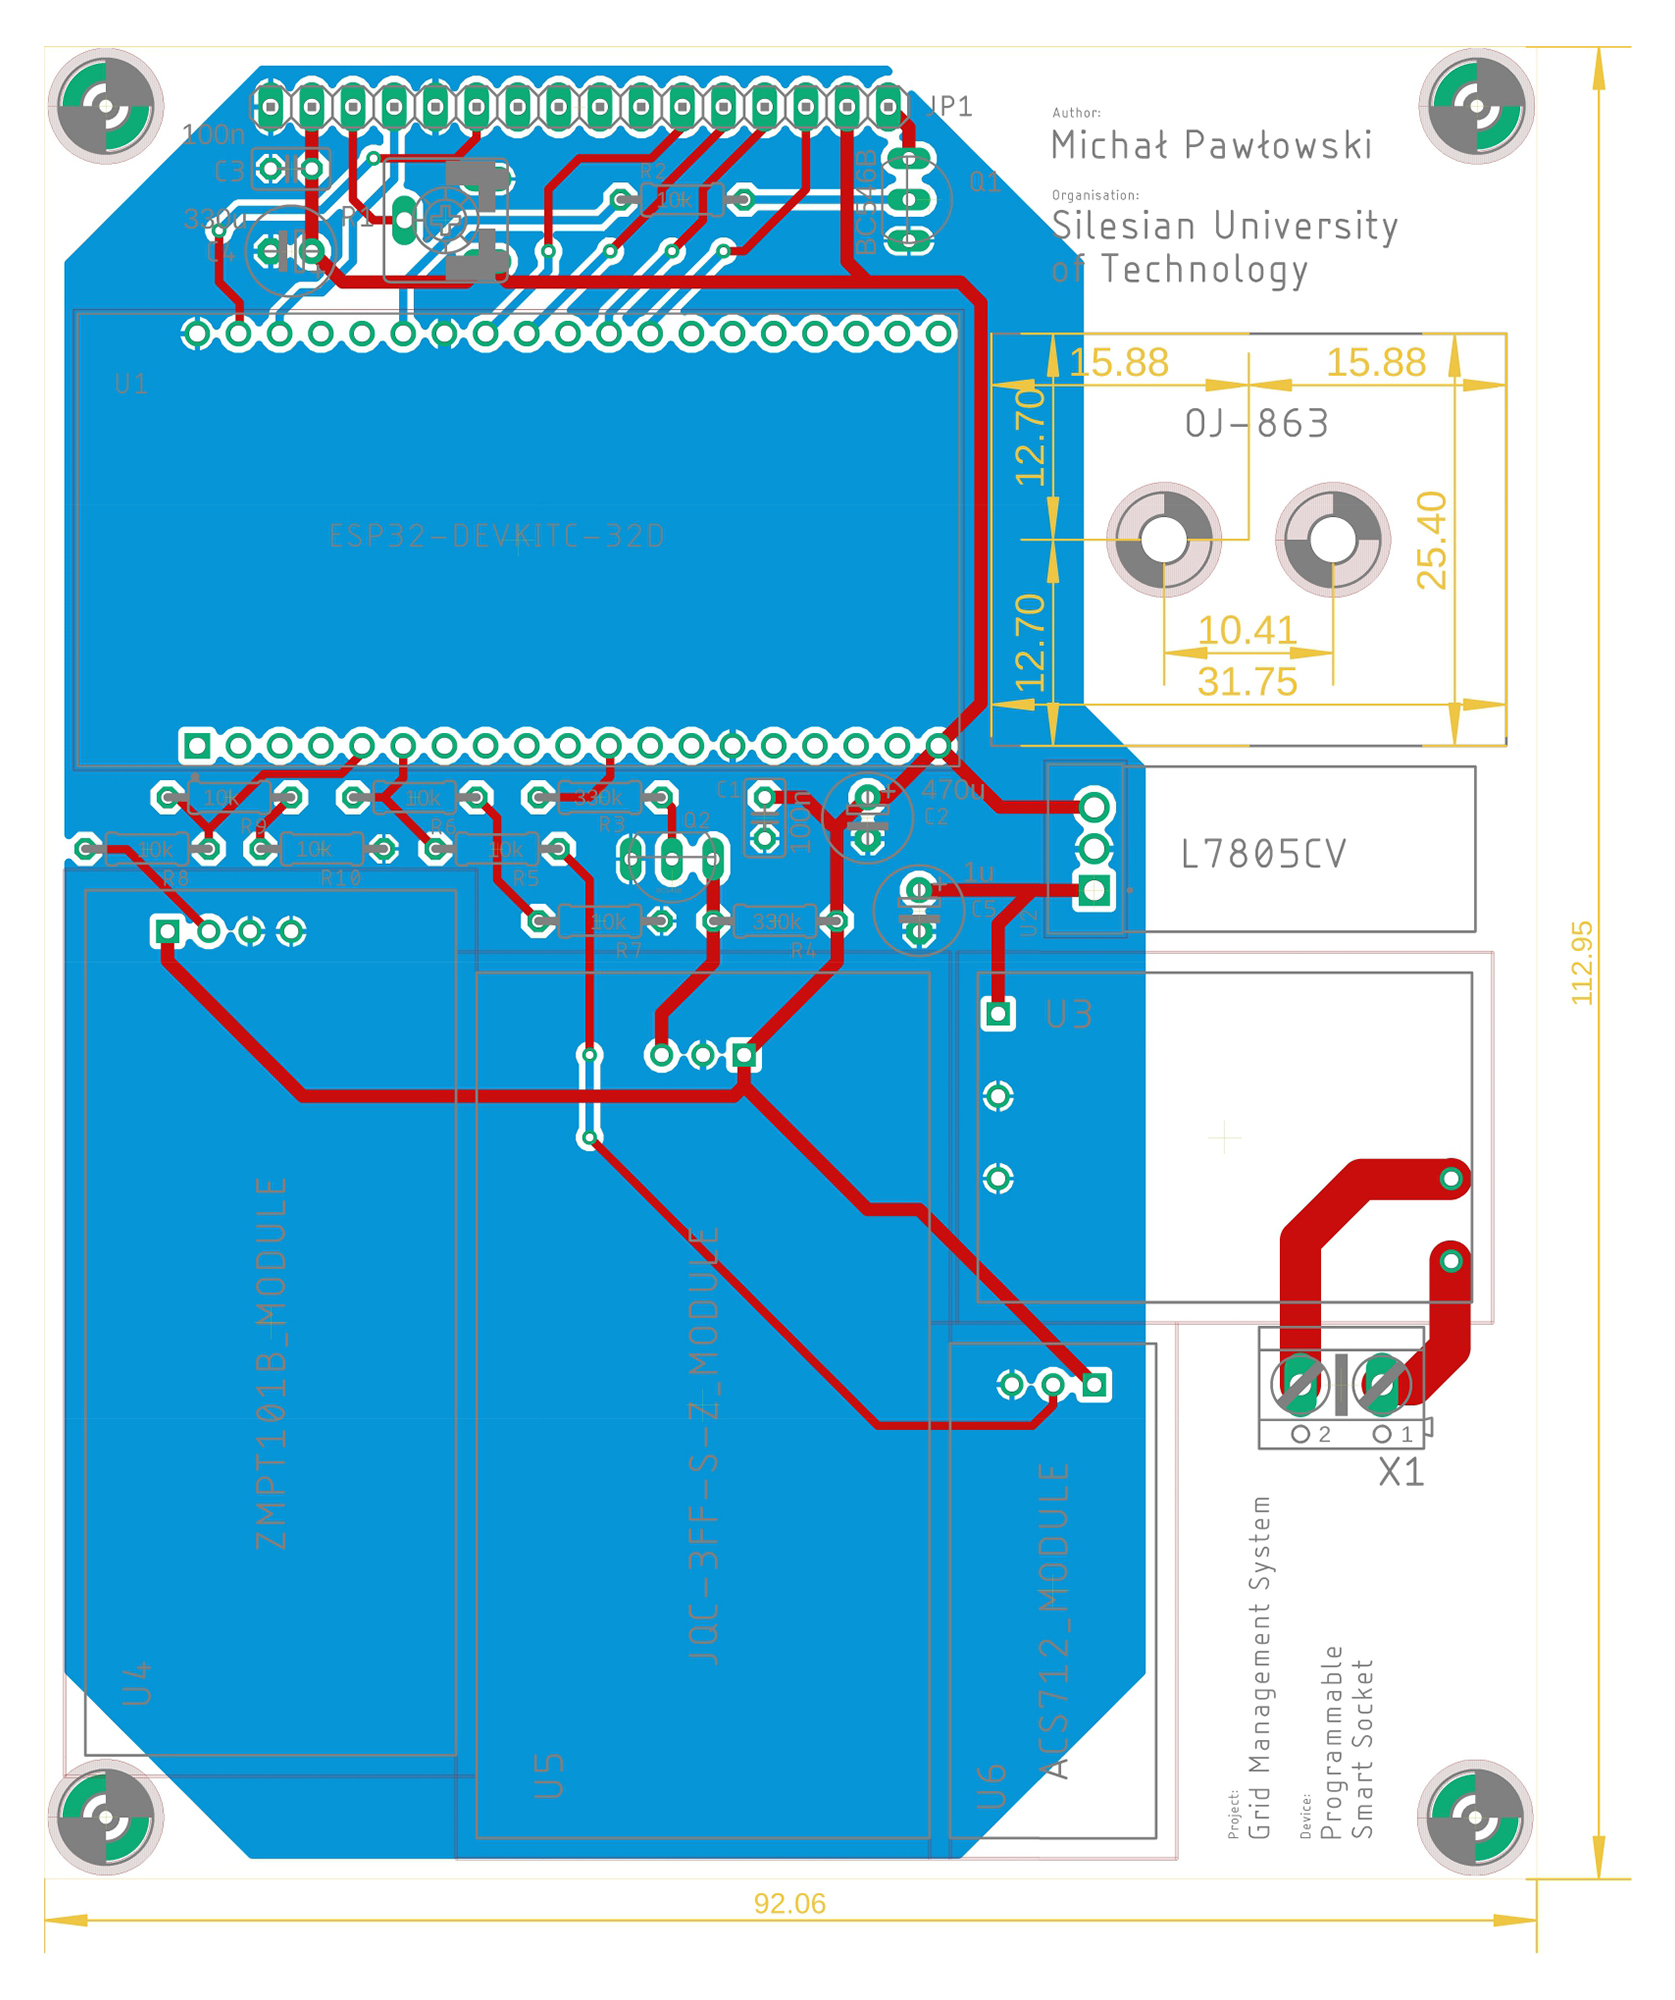 JP1
100n
C3
330u
C4
R1
R2
10k
BC546B
Q1
Author:
Michał Pawłowski
Organisation:
Silesian University
of Technology
U1
ESP32-DEVKITC-32D
15.88
15.88
12.70
OJ-863
25.40
12.70
10.41
31.75
10k
R9
10k
R6
330k
R3
Q2
C1
100n
470u
C2
10k
R8
10k
R10
10k
R5
1u
C5
U2
L7805CV
10k
R7
330k
R4
U3
112.95
ZMPT101B_MODULE
U4
JQC-3FF-S-Z_MODULE
U5
ACS712_MODULE
U6
2
1
X1
Project:
Grid Management System
Device:
Programmable
Smart Socket
92.06